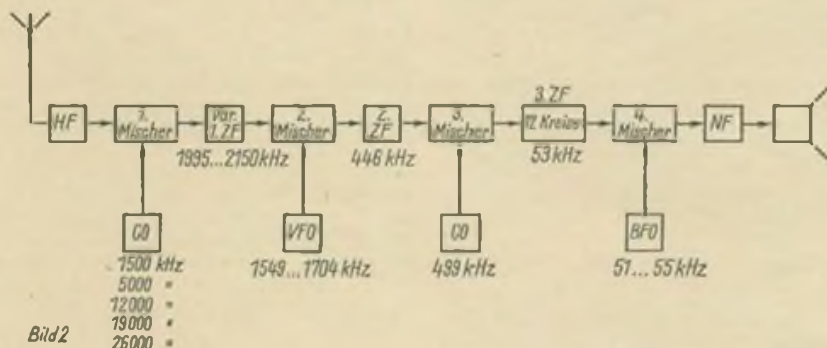 HF
1. Mischer
Var. 1. ZF
1995...2150 kHz
2. Mischer
2. ZF
446 kHz
3. Mischer
3. ZF
12 Kreise
53 kHz
4. Mischer
NF
CO
1500 kHz
5000 "
12000 "
19000 "
26000 "
VFO
1549...1704 kHz
CO
499 kHz
BFO
51... 55 kHz
Bild 2